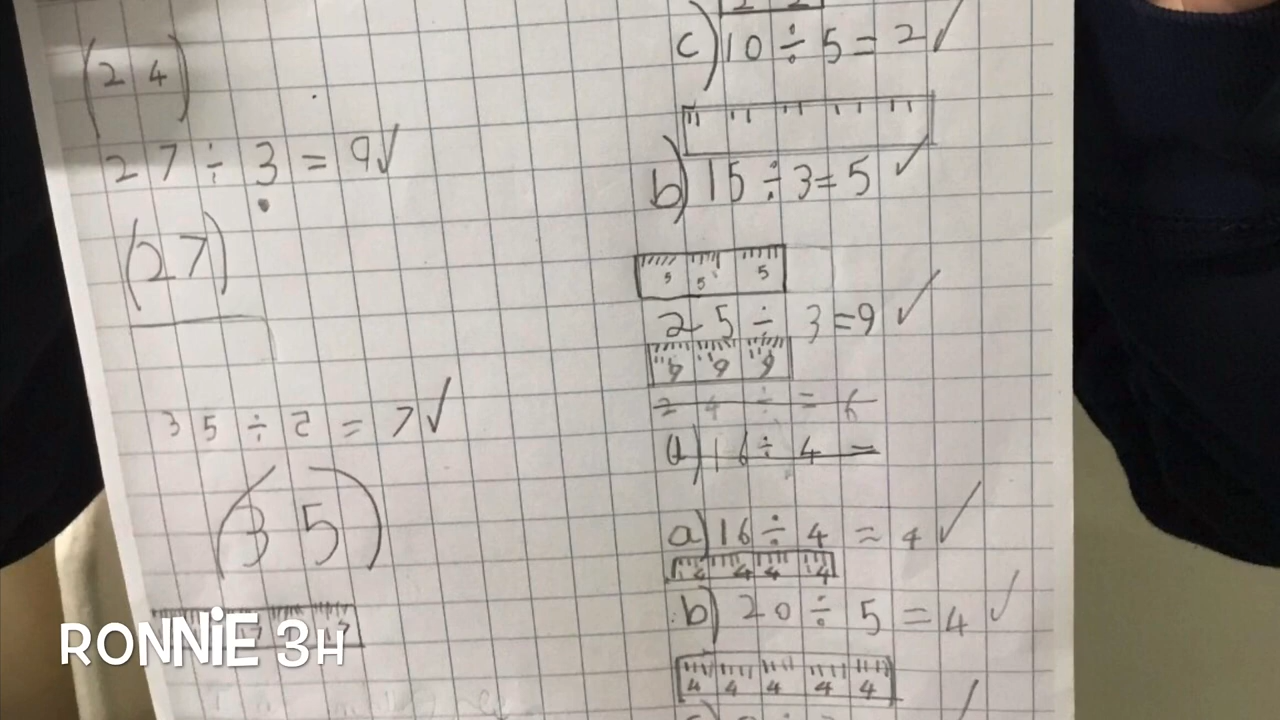 (24)
27 ÷ 3 = 9✓
(27)
35 ÷ 5 = 7✓
(35)
RONNiE 3H
2 2
c) 10 ÷ 5 = 2 ✓
b) 15 ÷ 3 = 5 ✓
5 5 5
25 ÷ 3 = 9 ✓
9 9 9
24 ÷ = 6
a) 16 ÷ 4 =
a) 16 ÷ 4 = 4 ✓
4 4 4 4
b) 20 ÷ 5 = 4 ✓
4 4 4 4 4